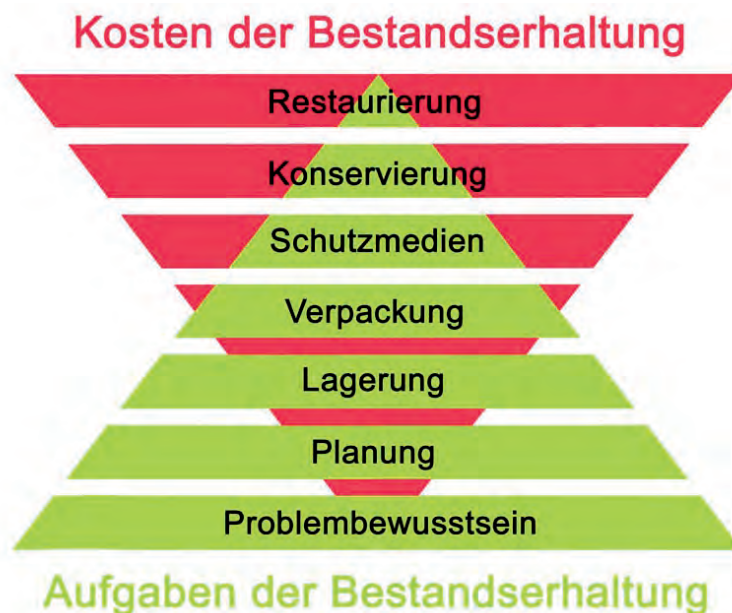 Kosten der Bestandserhaltung
Restaurierung
Konservierung
Schutzmedien
Verpackung
Lagerung
Planung
Problembewusstsein
Aufgaben der Bestandserhaltung